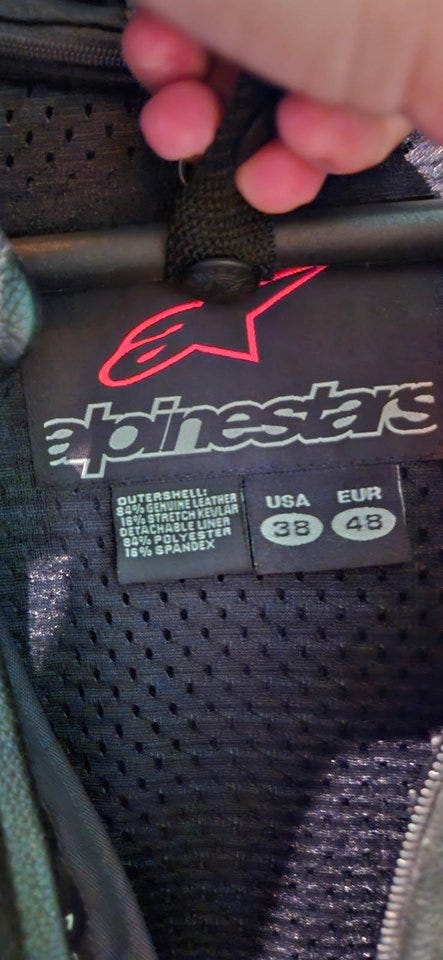 alpinestars
OUTERSHELL:
84% GENUINE LEATHER
16% STRETCH KEVLAR
DETACHABLE LINER
84% POLYESTER
16% SPANDEX
USA EUR
38 48